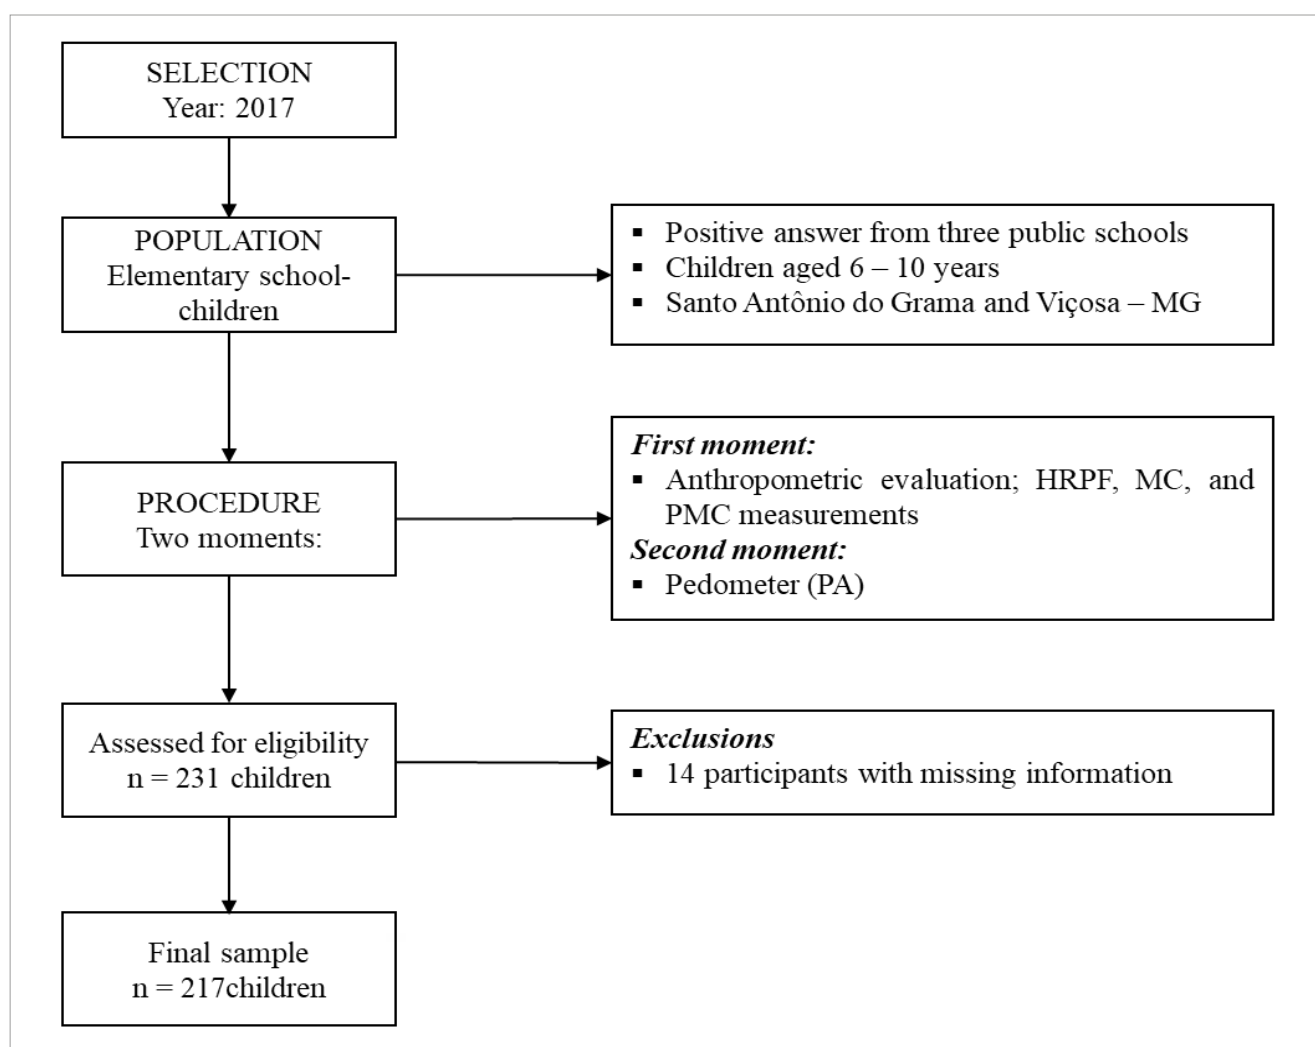 SELECTION
Year: 2017
POPULATION
Elementary school-
children
▪ Positive answer from three public schools
▪ Children aged 6 – 10 years
▪ Santo Antônio do Grama and Viçosa – MG
PROCEDURE
Two moments:
First moment:
▪ Anthropometric evaluation; HRPF, MC, and
PMC measurements
Second moment:
▪ Pedometer (PA)
Assessed for eligibility
n = 231 children
Exclusions
▪ 14 participants with missing information
Final sample
n = 217children